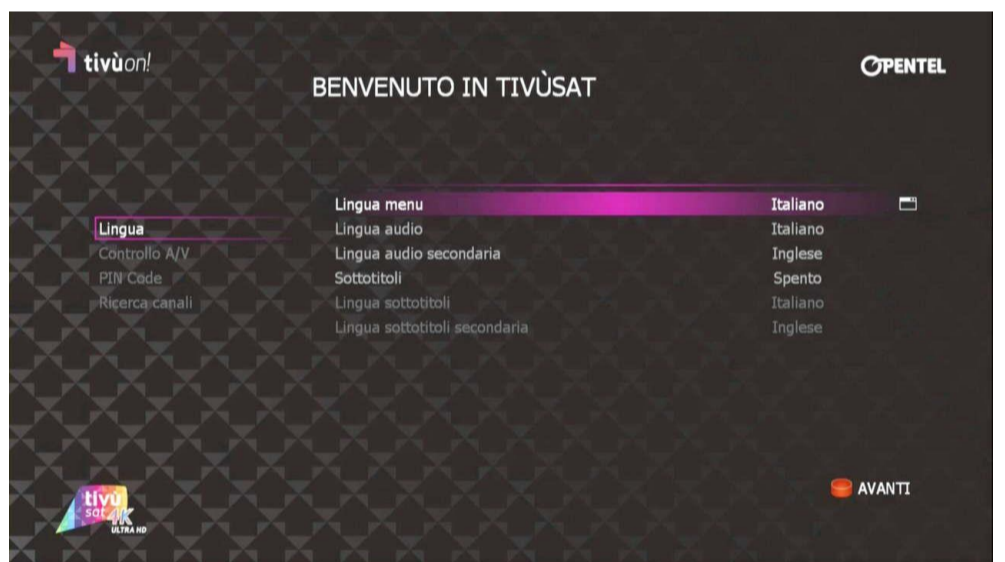 tivùon!
OPENTEL
BENVENUTO IN TIVÙSAT
Lingua
Controllo A/V
PIN Code
Ricerca canali
Lingua menu Italiano
Lingua audio Italiano
Lingua audio secondaria Inglese
Sottotitoli Spento
Lingua sottotitoli Italiano
Lingua sottotitoli secondaria Inglese
tivù
sat 4K
ULTRA HD
AVANTI